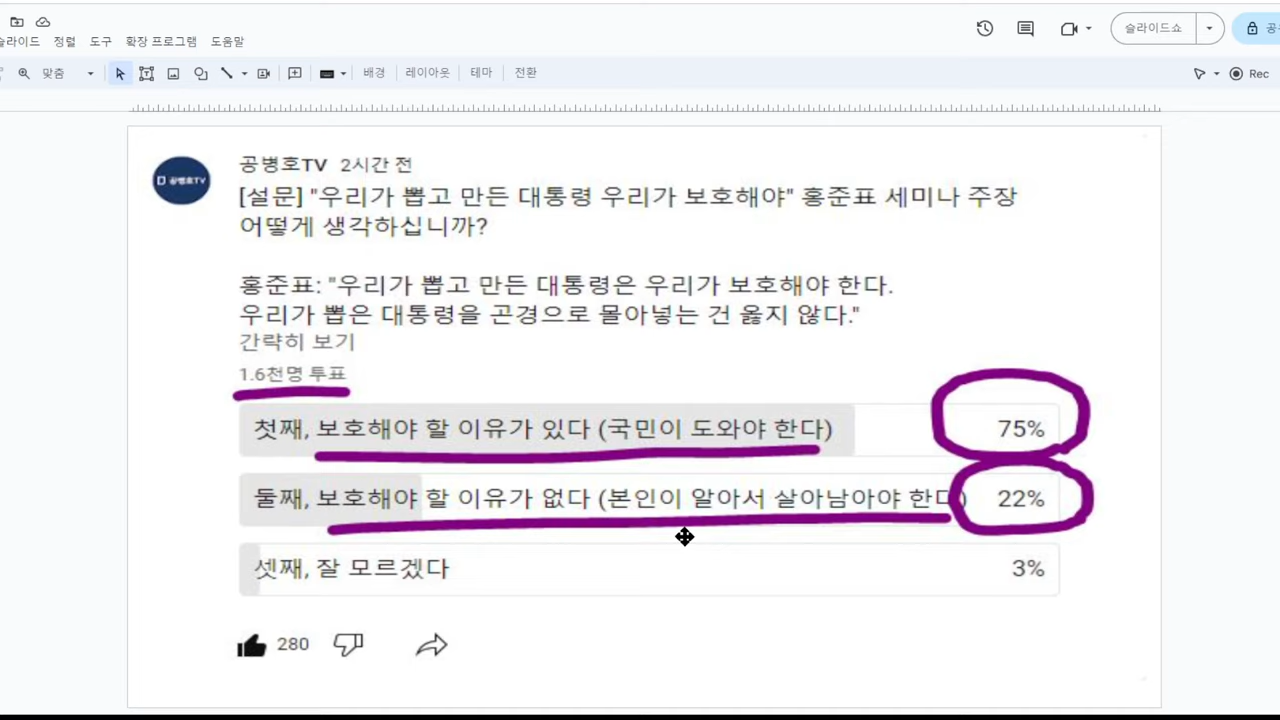 슬라이드 정렬 도구 확장 프로그램 도움말
슬라이드쇼
맞춤 배경 레이아웃 테마 전환 Rec
공병호TV 2시간 전
공병호TV
[설문] "우리가 뽑고 만든 대통령 우리가 보호해야" 홍준표 세미나 주장
어떻게 생각하십니까?
홍준표: "우리가 뽑고 만든 대통령은 우리가 보호해야 한다.
우리가 뽑은 대통령을 곤경으로 몰아넣는 건 옳지 않다."
간략히 보기
1.6천명 투표
첫째, 보호해야 할 이유가 있다 (국민이 도와야 한다) 75%
둘째, 보호해야 할 이유가 없다 (본인이 알아서 살아남아야 한다) 22%
셋째, 잘 모르겠다 3%
280